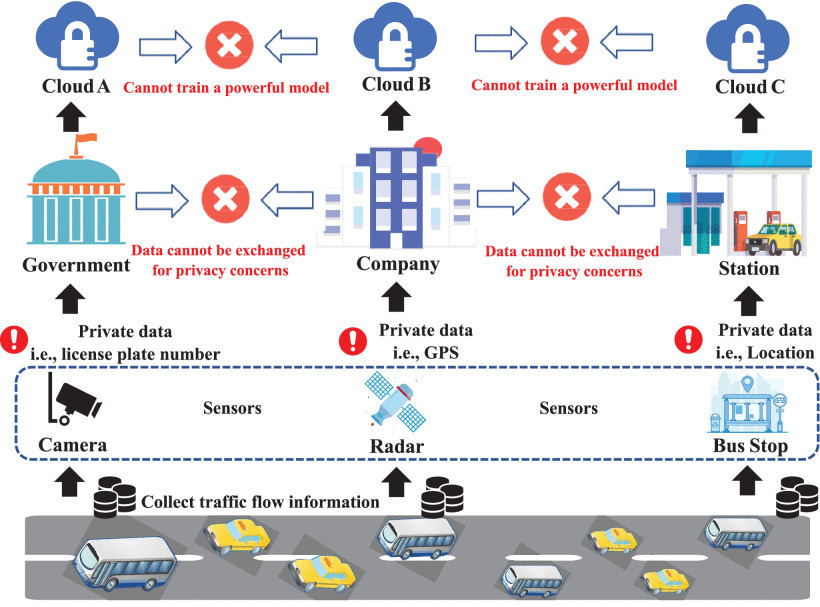 Cloud A
Cannot train a powerful model
Cloud B
Cannot train a powerful model
Cloud C
Government
Data cannot be exchanged
for privacy concerns
Company
Data cannot be exchanged
for privacy concerns
Station
Private data
i.e., license plate number
Private data
i.e., GPS
Private data
i.e., Location
Camera
Sensors
Radar
Sensors
Bus Stop
Collect traffic flow information